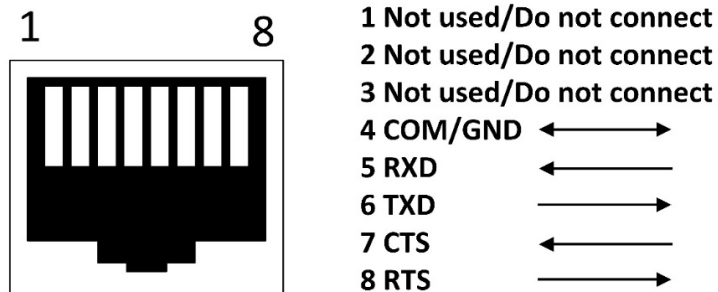 1 8
1 Not used/Do not connect
2 Not used/Do not connect
3 Not used/Do not connect
4 COM/GND
5 RXD
6 TXD
7 CTS
8 RTS